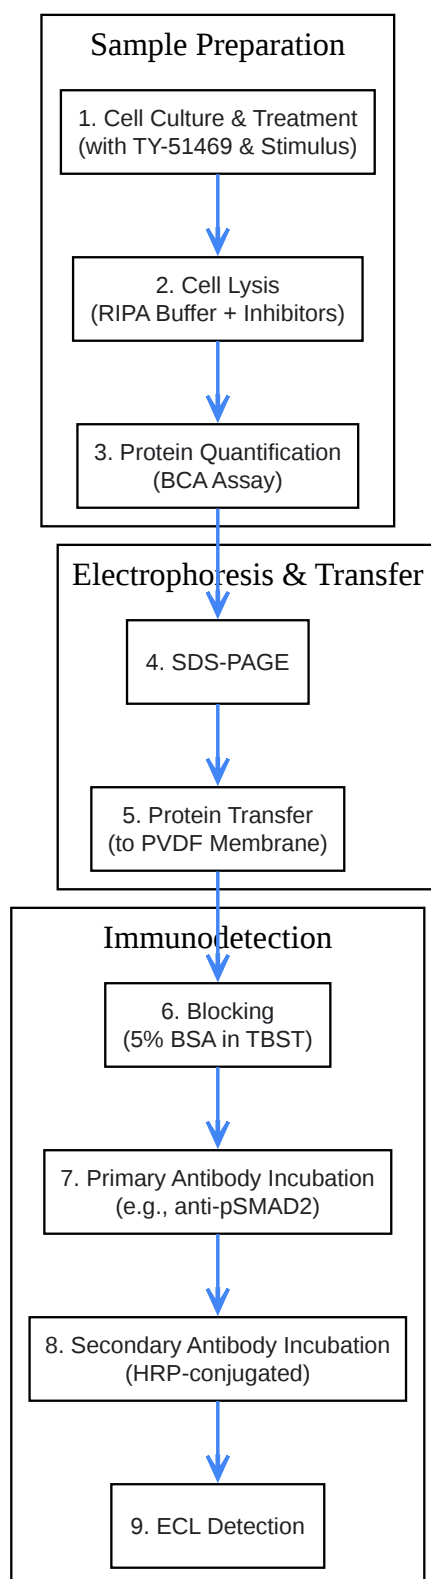 Sample Preparation
1. Cell Culture & Treatment
(with TY-51469 & Stimulus)
2. Cell Lysis
(RIPA Buffer + Inhibitors)
3. Protein Quantification
(BCA Assay)
Electrophoresis & Transfer
4. SDS-PAGE
5. Protein Transfer
(to PVDF Membrane)
Immunodetection
6. Blocking
(5% BSA in TBST)
7. Primary Antibody Incubation
(e.g., anti-pSMAD2)
8. Secondary Antibody Incubation
(HRP-conjugated)
9. ECL Detection